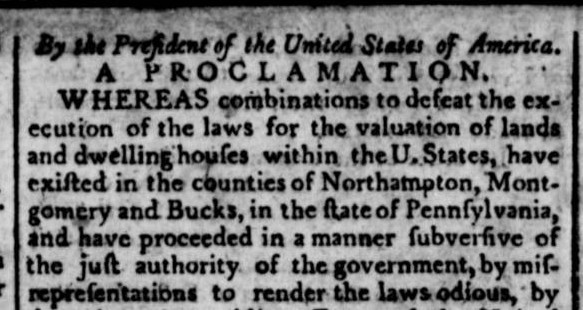 By the Preſident of the United States of America.
A PROCLAMATION.
WHEREAS combinations to defeat the ex-
ecution of the laws for the valuation of lands
and dwelling houſes within the U. States, have
exiſted in the counties of Northampton, Mont-
gomery and Bucks, in the ſtate of Pennſylvania,
and have proceeded in a manner ſubverſive of
the juſt authority of the government, by miſ-
repreſentations to render the laws odious, by